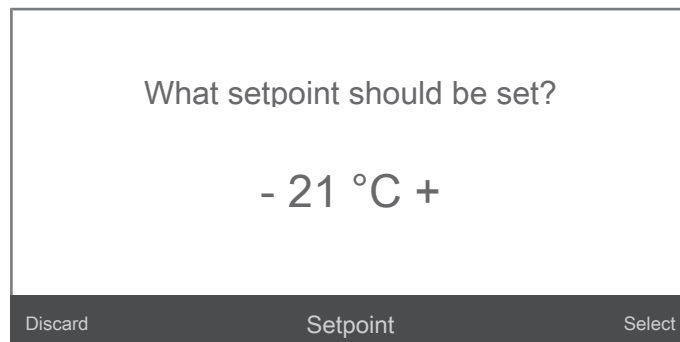 What setpoint should be set?
- 21 °C +
Discard Setpoint Select